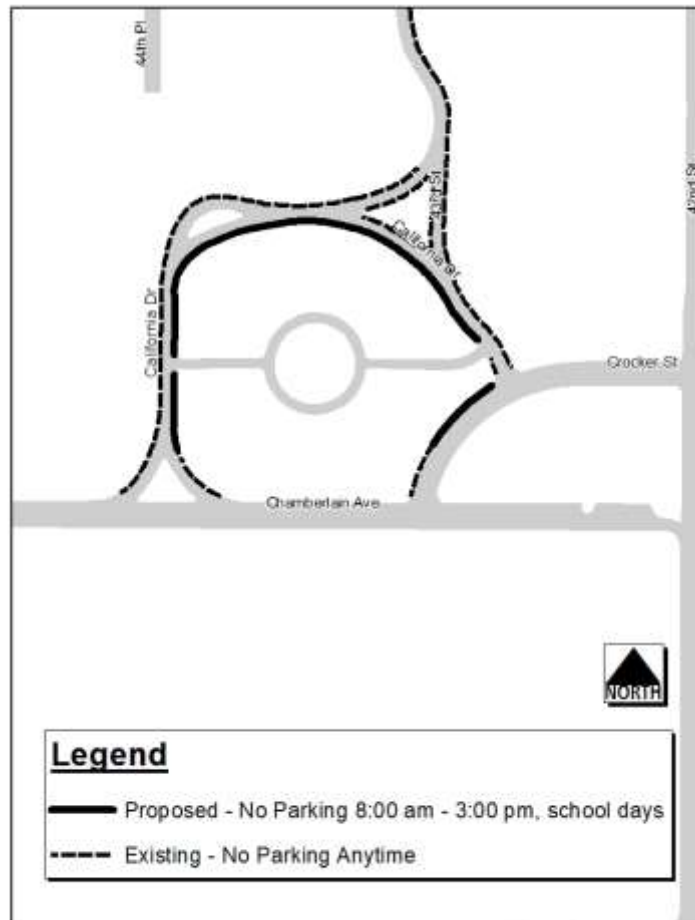 44th Pl
43rd St
42nd St
California Dr
California Dr
Crocker St
Chamberlain Ave
NORTH
Legend
Proposed - No Parking 8:00 am - 3:00 pm, school days
Existing - No Parking Anytime